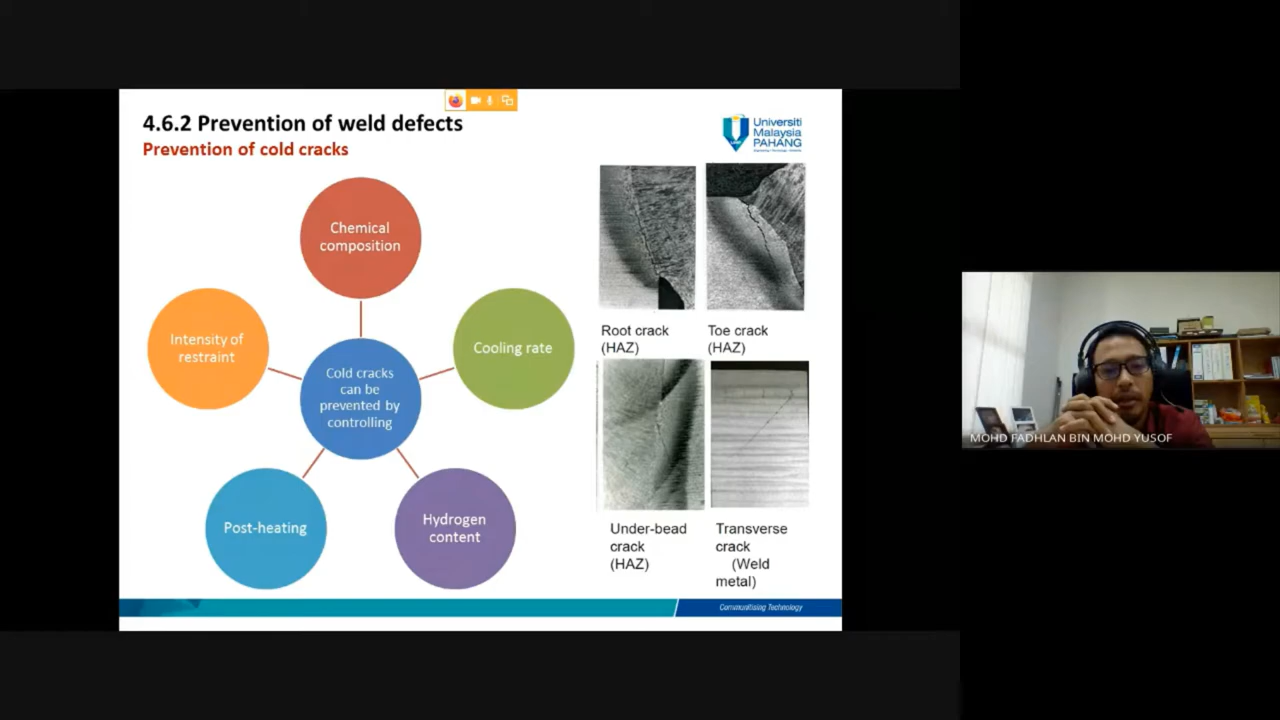 4.6.2 Prevention of weld defects
Prevention of cold cracks
Universiti
Malaysia
PAHANG
Chemical
composition
Intensity of
restraint
Cooling rate
Cold cracks
can be
prevented by
controlling
Post-heating
Hydrogen
content
Root crack
(HAZ)
Toe crack
(HAZ)
Under-bead
crack
(HAZ)
Transverse
crack
(Weld
metal)
Communitising Technology
MOHD FADHLAN BIN MOHD YUSOF